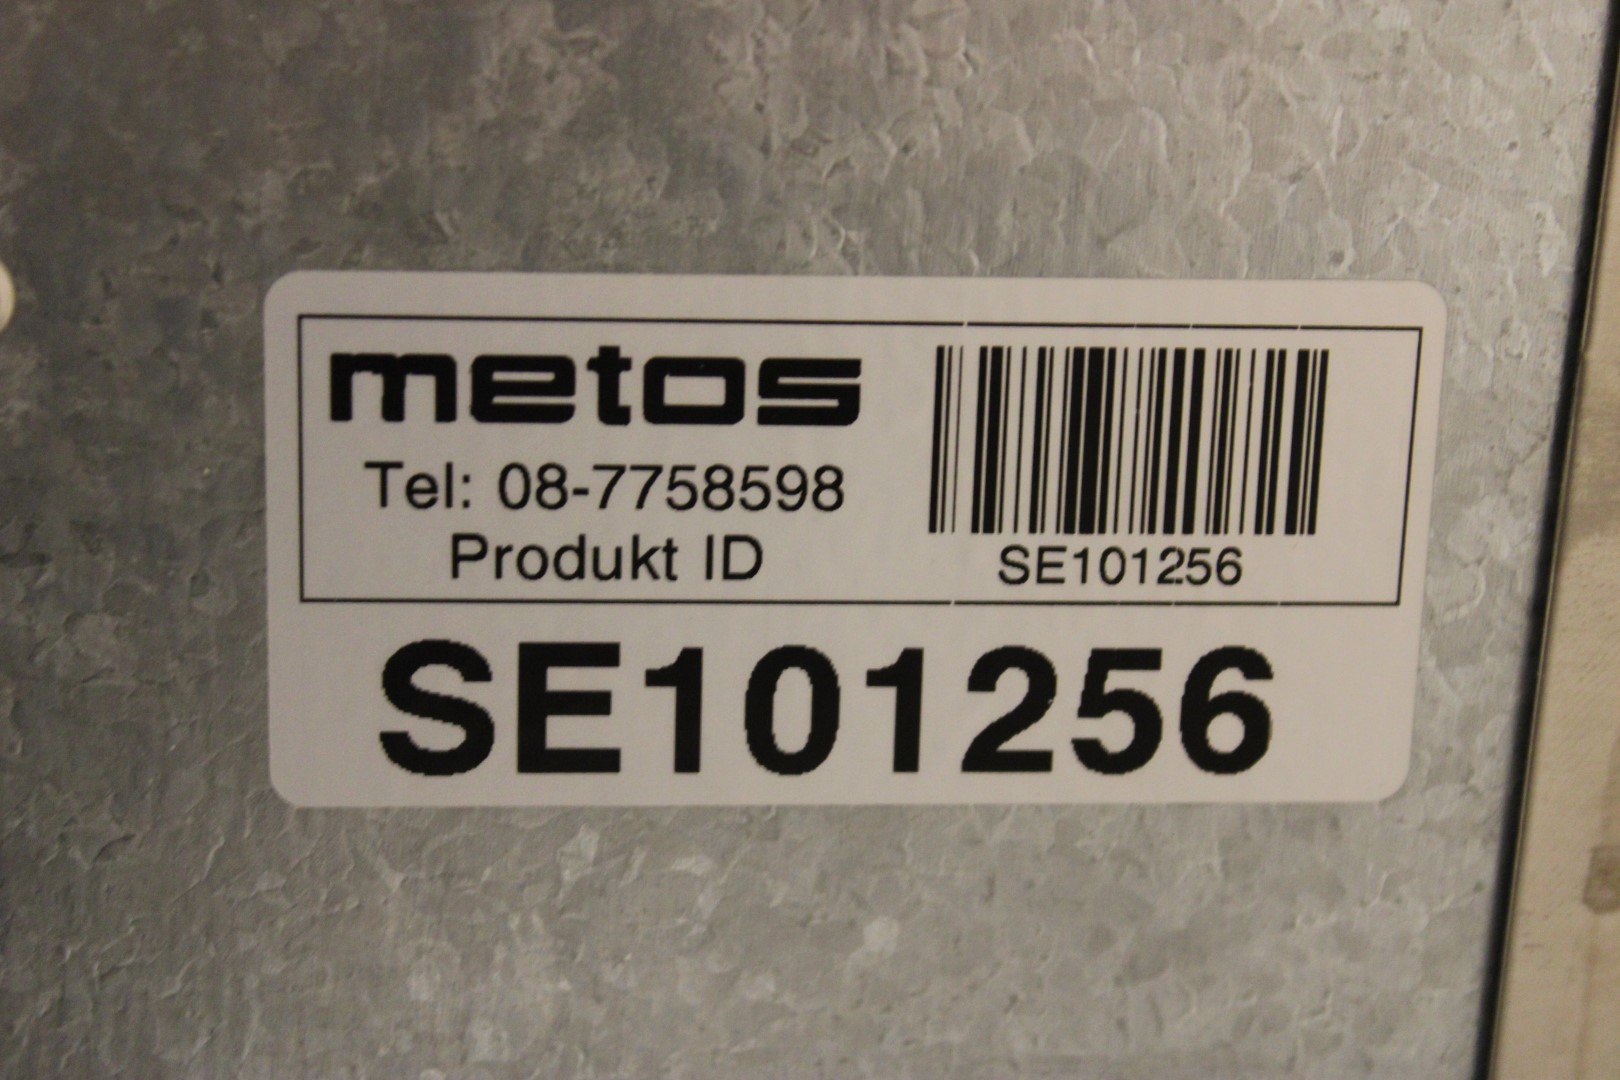 metos
Tel: 08-7758598
Produkt ID
SE101256
SE101256